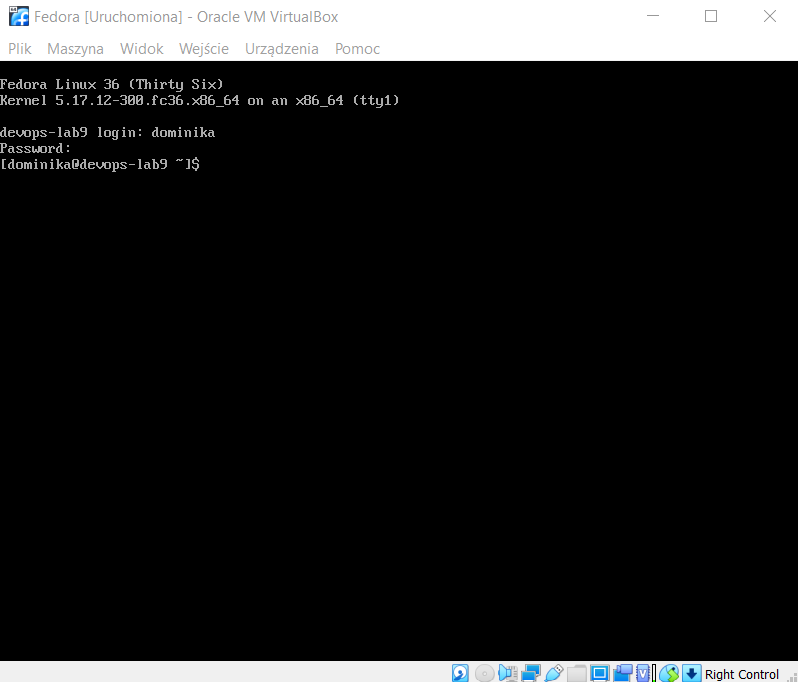 Fedora [Uruchomiona] - Oracle VM VirtualBox
Plik Maszyna Widok Wejście Urządzenia Pomoc
Fedora Linux 36 (Thirty Six)
Kernel 5.17.12-300.fc36.x86_64 on an x86_64 (tty1)
devops-lab9 login: dominika
Password:
[dominika@devops-lab9 ~]$
Right Control